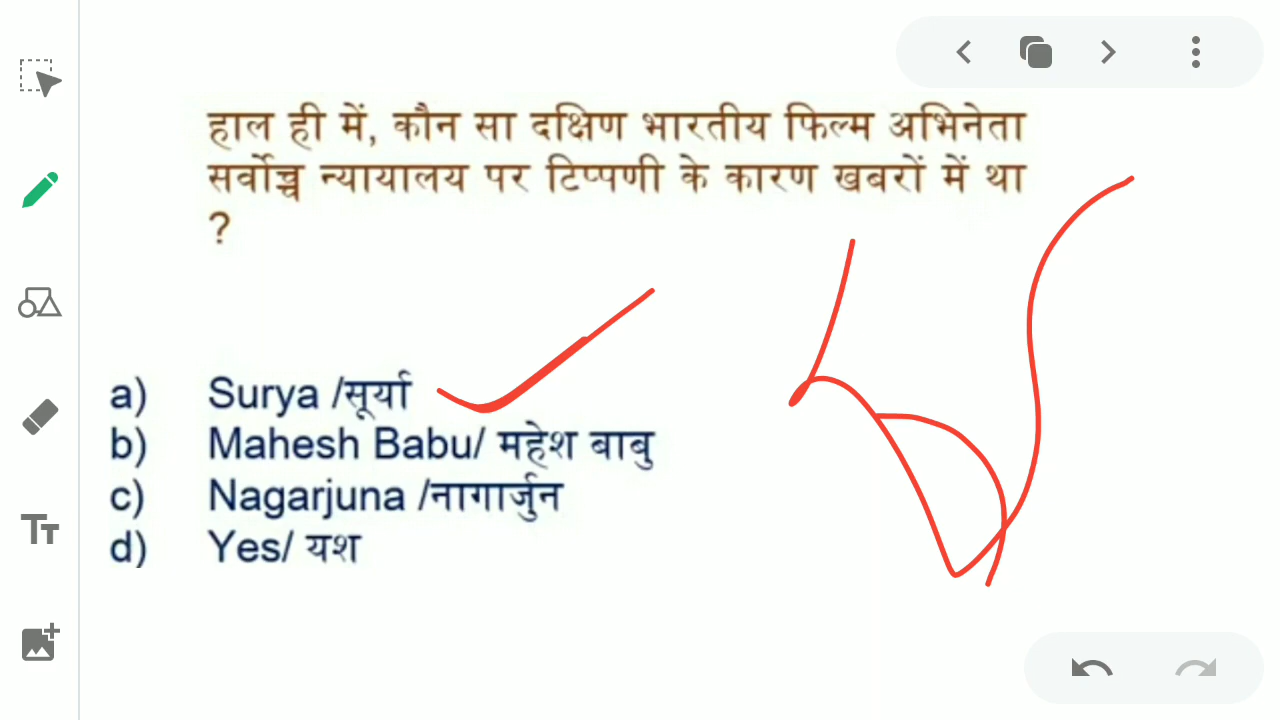 हाल ही में, कौन सा दक्षिण भारतीय फिल्म अभिनेता
सर्वोच्च न्यायालय पर टिप्पणी के कारण खबरों में था
?
a) Surya /सूर्या
b) Mahesh Babu/ महेश बाबु
c) Nagarjuna /नागार्जुन
d) Yes/ यश